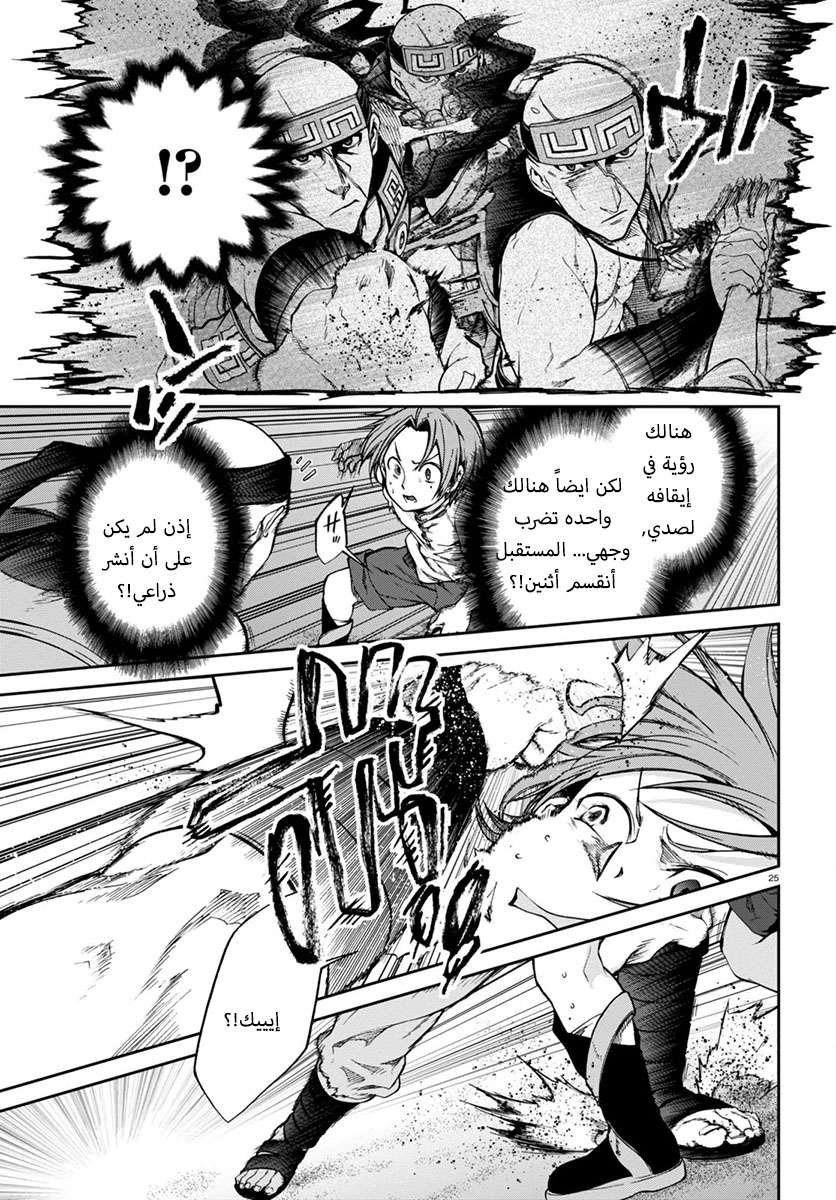 !?
هنالك
رؤية في
إيقافه
لصدي,
لكن ايضاً هنالك
واحده تضرب
وجهي... المستقبل
أنقسم أثنين!؟
إذن لم يكن
على أن أنشر
ذراعي!؟
25
إيييك!؟